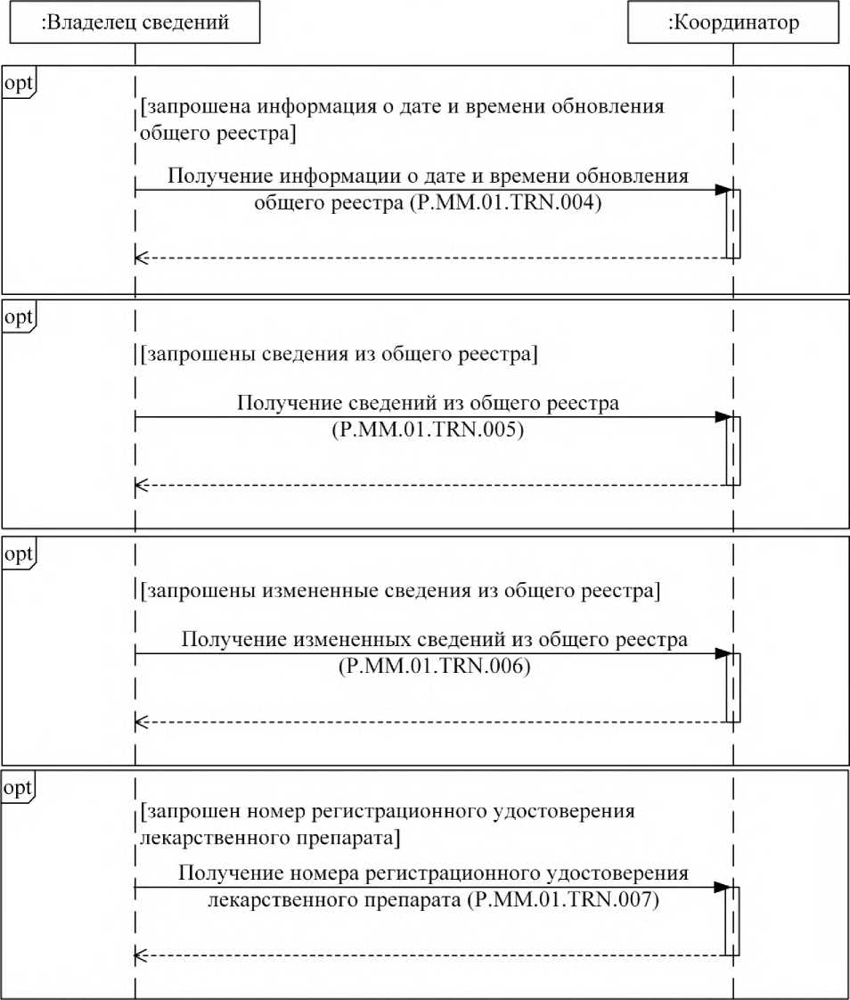 :Владелец сведений
:Координатор
opt
[запрошена информация о дате и времени обновления
общего реестра]
Получение информации о дате и времени обновления
общего реестра (P.MM.01.TRN.004)
opt
[запрошены сведения из общего реестра]
Получение сведений из общего реестра
(P.MM.01.TRN.005)
opt
[запрошены измененные сведения из общего реестра]
Получение измененных сведений из общего реестра
(P.MM.01.TRN.006)
opt
[запрошен номер регистрационного удостоверения
лекарственного препарата]
Получение номера регистрационного удостоверения
лекарственного препарата (P.MM.01.TRN.007)